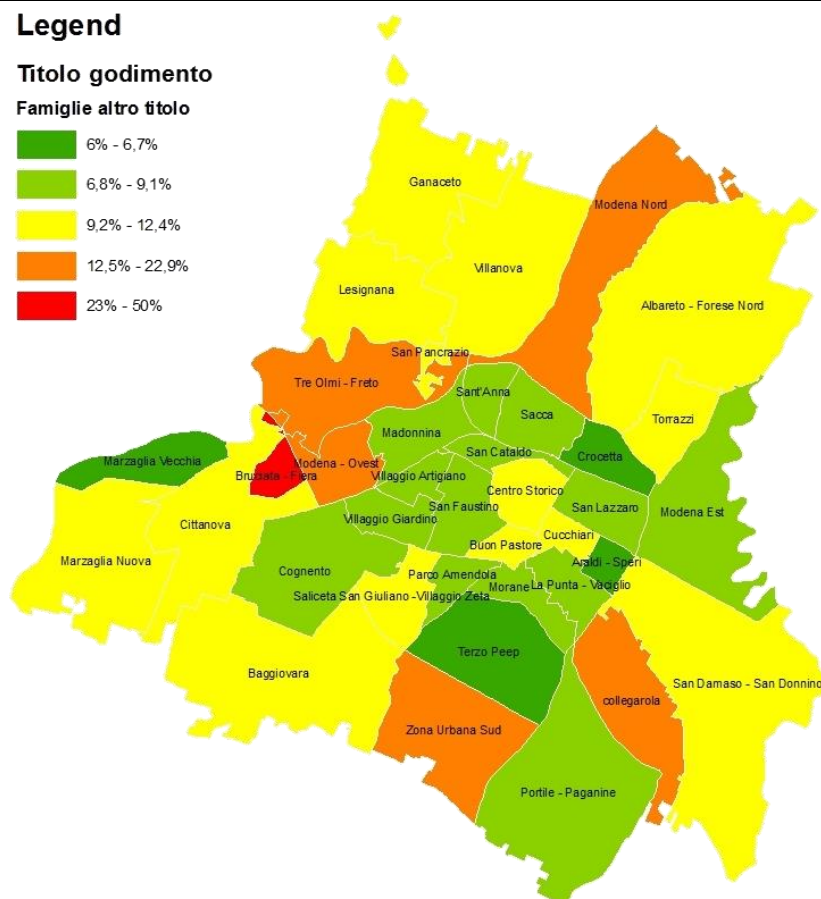 Legend
Titolo godimento
Famiglie altro titolo
6% - 6,7%
6,8% - 9,1%
9,2% - 12,4%
12,5% - 22,9%
23% - 50%
Ganaceto
Modena Nord
Villanova
Lesignana
Albareto - Forese Nord
San Pancrazio
Tre Olmi - Freto
Sant'Anna
Sacca
Torrazzi
Madonnina
San Cataldo
Crocetta
Marzaglia Vecchia
Modena - Ovest
Bruciata - Fiera
Villaggio Artigiano
Centro Storico
San Faustino
San Lazzaro
Modena Est
Villaggio Giardino
Cittanova
Cucchiari
Buon Pastore
Marzaglia Nuova
Araldi - Speri
Cognento
Parco Amendola
Morane
La Punta - Vaciglio
Saliceta San Giuliano -Villaggio Zeta
Terzo Peep
Baggiovara
San Damaso - San Donnino
collegarola
Zona Urbana Sud
Portile - Paganine